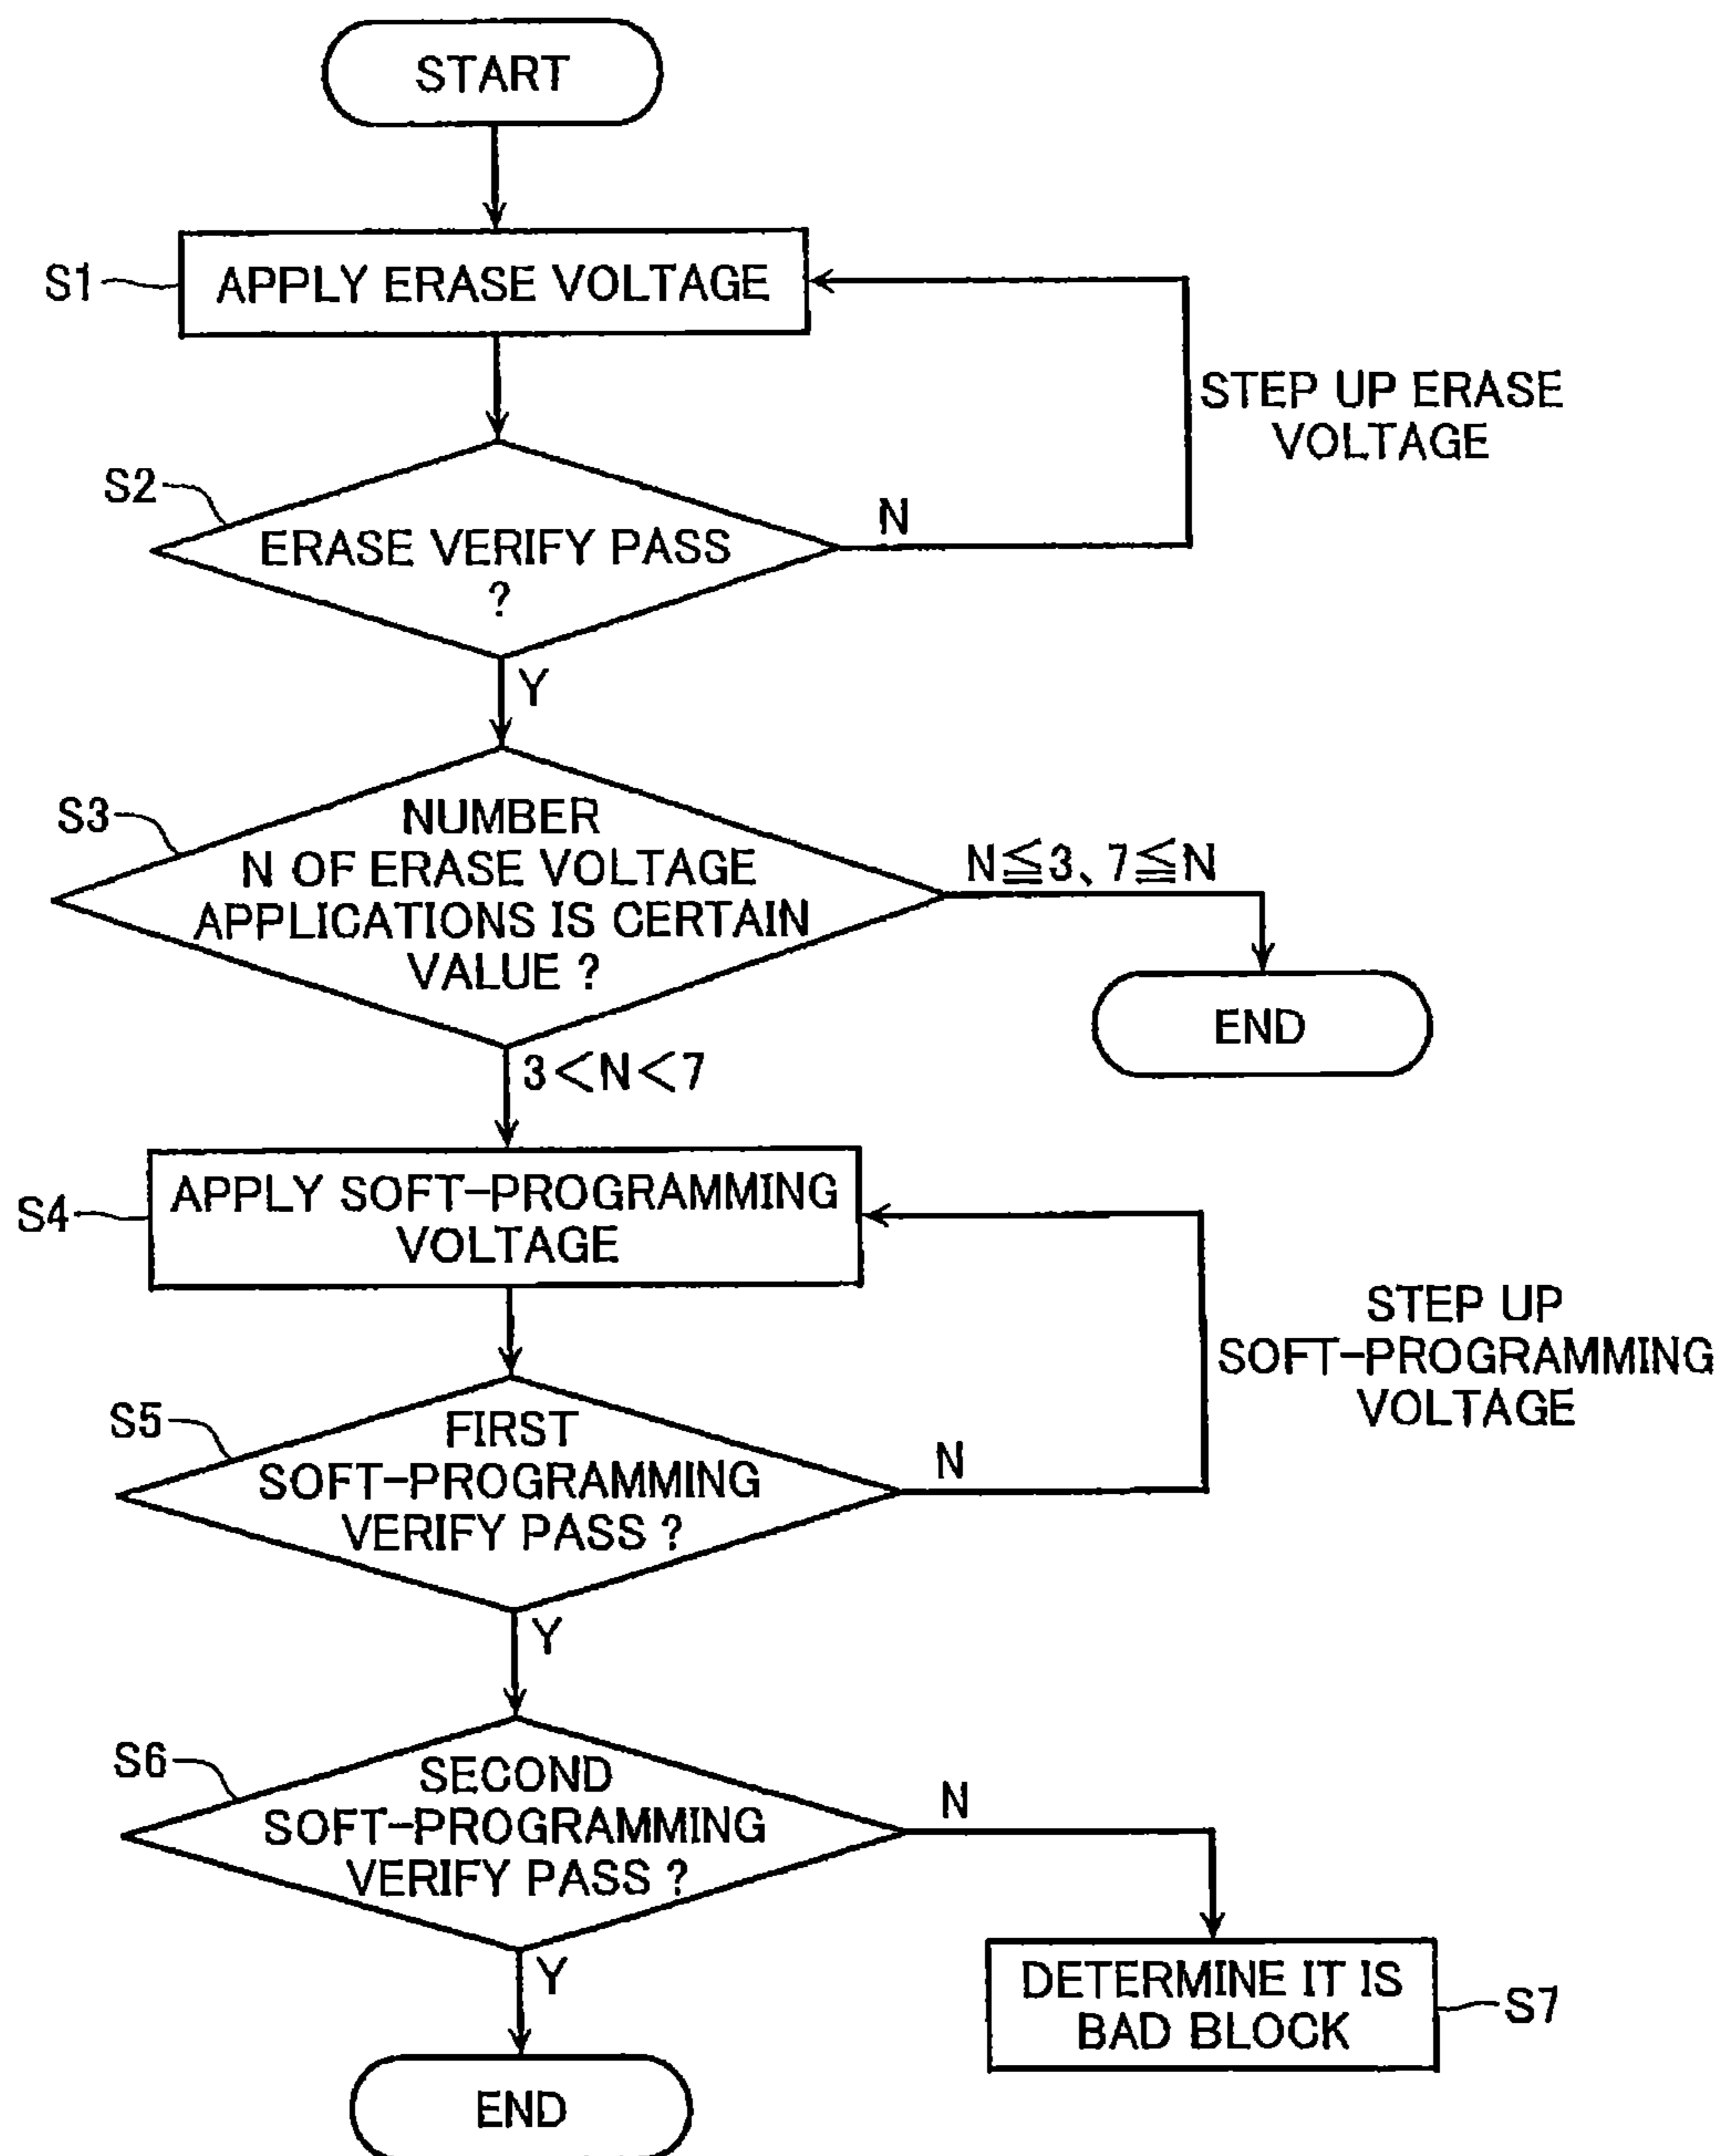 START
S1
APPLY ERASE VOLTAGE
STEP UP ERASE
VOLTAGE
S2
ERASE VERIFY PASS
?
N
Y
S3
NUMBER
N OF ERASE VOLTAGE
APPLICATIONS IS CERTAIN
VALUE ?
N≦3、7≦N
END
3<N<7
S4
APPLY SOFT-PROGRAMMING
VOLTAGE
STEP UP
SOFT-PROGRAMMING
VOLTAGE
S5
FIRST
SOFT-PROGRAMMING
VERIFY PASS ?
N
Y
S6
SECOND
SOFT-PROGRAMMING
VERIFY PASS ?
N
Y
DETERMINE IT IS
BAD BLOCK
S7
END